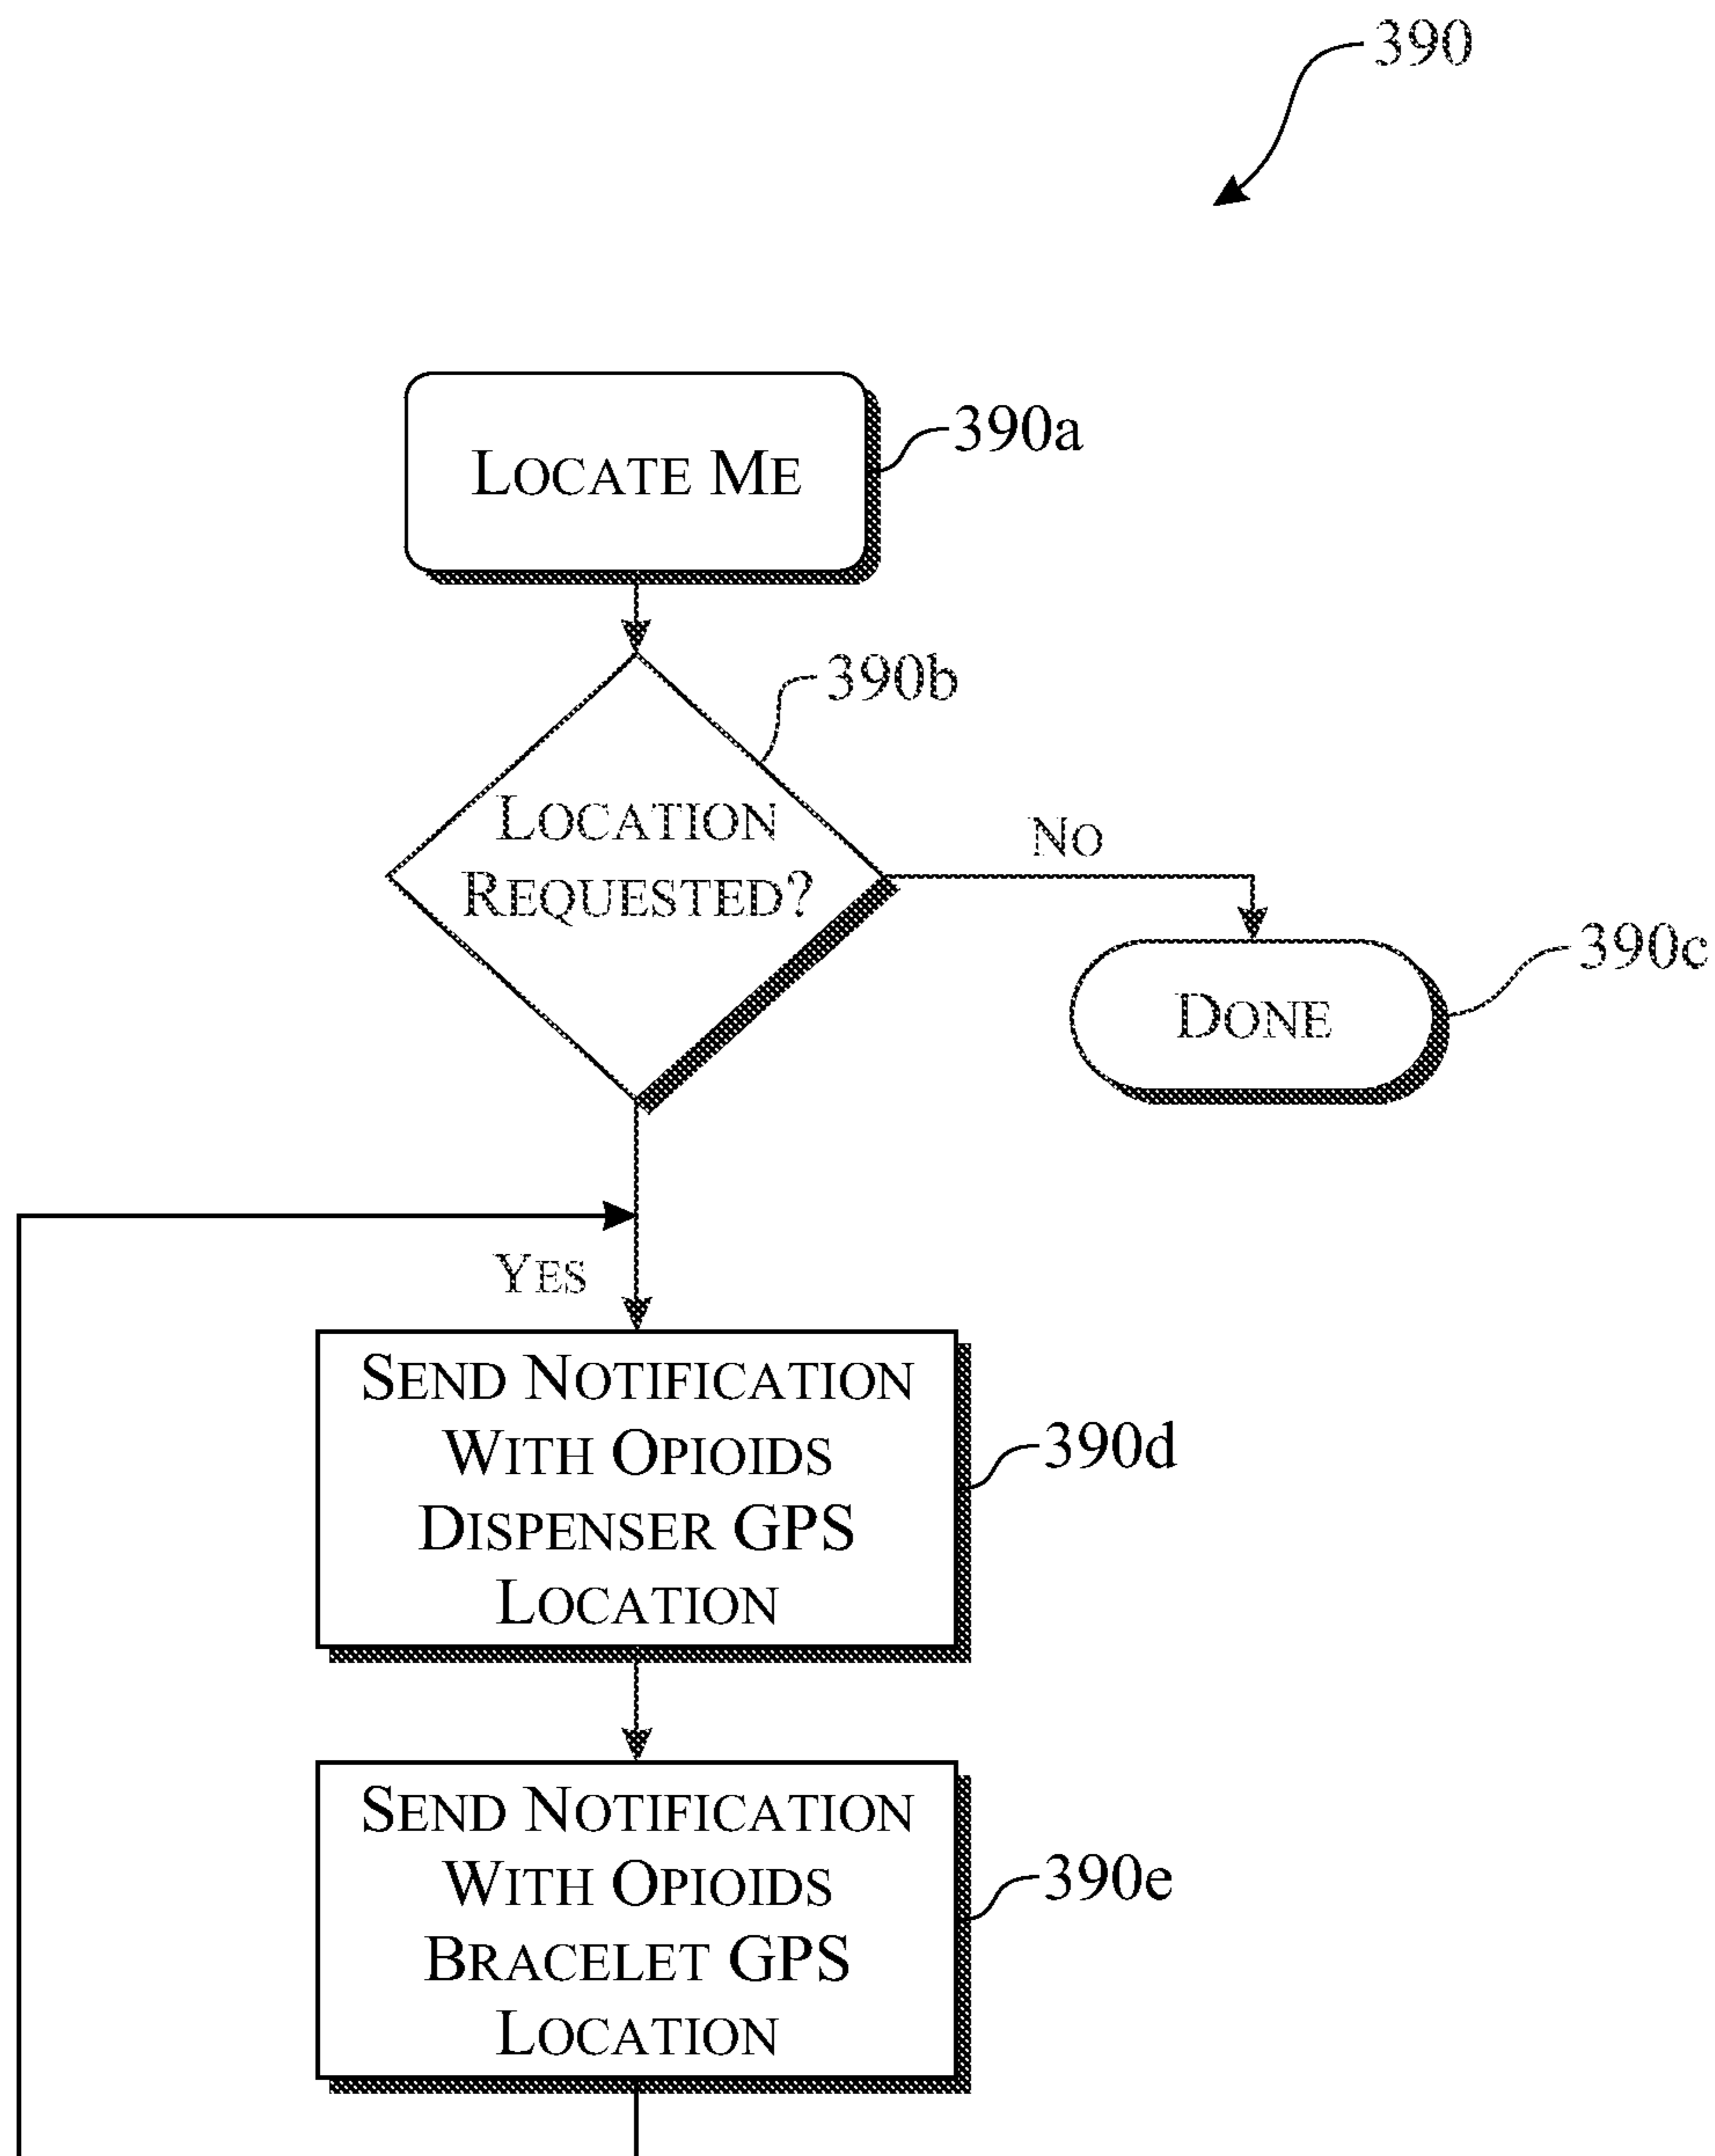 390
LOCATE ME
390a
390b
LOCATION
REQUESTED?
NO
390c
DONE
YES
SEND NOTIFICATION
WITH OPIOIDS
DISPENSER GPS
LOCATION
390d
SEND NOTIFICATION
WITH OPIOIDS
BRACELET GPS
LOCATION
390e